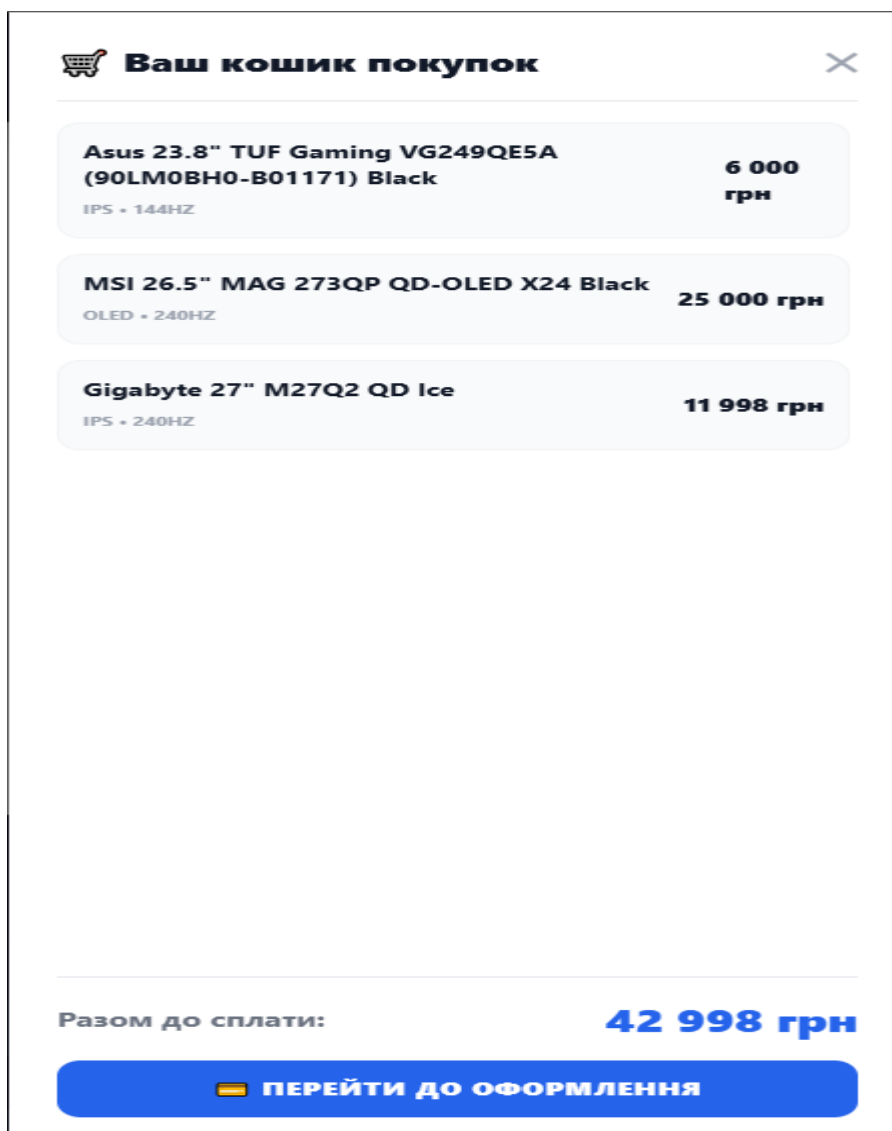 Ваш кошик покупок
Asus 23.8" TUF Gaming VG249QE5A
(90LM0BH0-B01171) Black
6 000
грн
IPS • 144HZ
MSI 26.5" MAG 273QP QD-OLED X24 Black
25 000 грн
OLED • 240HZ
Gigabyte 27" M27Q2 QD Ice
11 998 грн
IPS • 240HZ
Разом до сплати:
42 998 грн
ПЕРЕЙТИ ДО ОФОРМЛЕННЯ